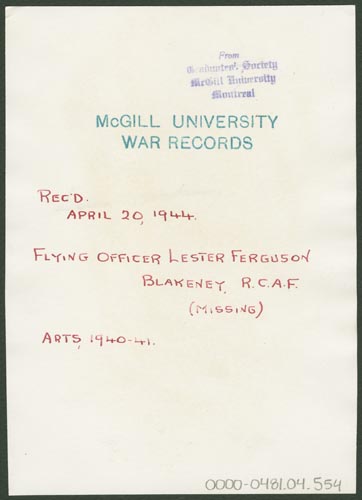 From
Graduates' Society
McGill University
Montreal
McGILL UNIVERSITY
WAR RECORDS
REC'D.
APRIL 20, 1944.
FLYING OFFICER LESTER FERGUSON
BLAKENEY, R.C.A.F.
(MISSING)
ARTS, 1940-41.
0000-0481.04.554